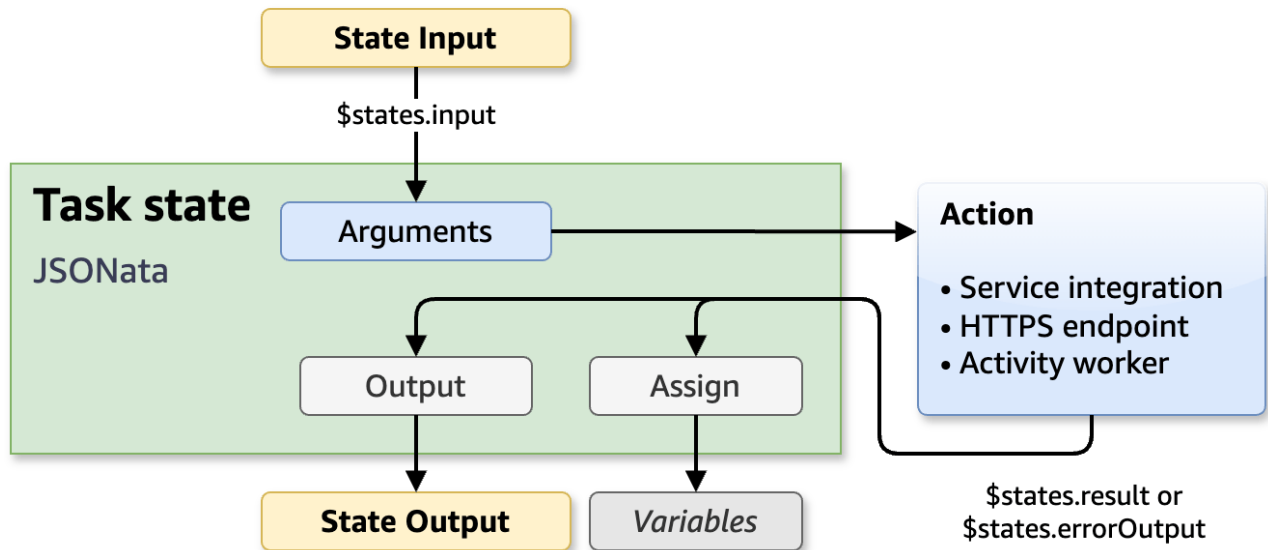 State Input
$states.input
Task state
JSONata
Arguments
Action
• Service integration
• HTTPS endpoint
• Activity worker
Output
Assign
State Output
Variables
$states.result or
$states.errorOutput